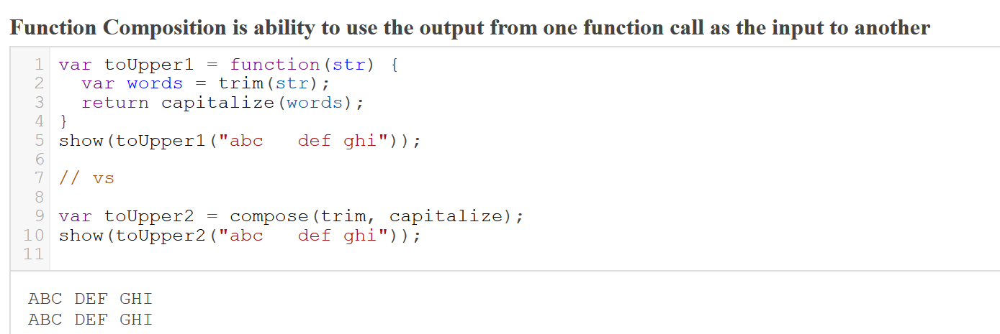 Function Composition is ability to use the output from one function call as the input to another
1 var toUpper1 = function(str) {
2   var words = trim(str);
3   return capitalize(words);
4 }
5 show(toUpper1("abc   def ghi"));
6
7 // vs
8
9 var toUpper2 = compose(trim, capitalize);
10 show(toUpper2("abc   def ghi"));
11
ABC DEF GHI
ABC DEF GHI